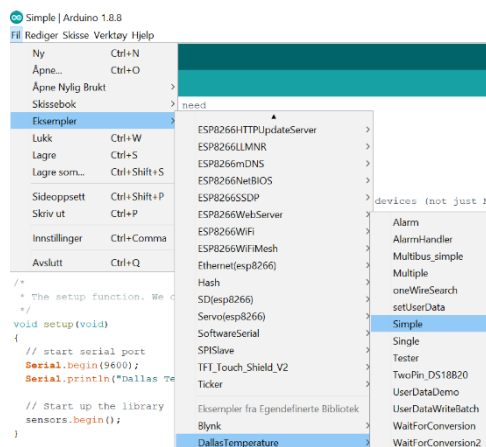 Simple | Arduino 1.8.8
Fil Rediger Skisse Verktøy Hjelp
Ny Ctrl+N
Åpne... Ctrl+O
Åpne Nylig Brukt
Skissebok
Eksempler
Lukk Ctrl+W
Lagre Ctrl+S
Lagre som... Ctrl+Shift+S
Sideoppsett Ctrl+Shift+P
Skriv ut Ctrl+P
Innstillinger Ctrl+Comma
Avslutt Ctrl+Q
need
ESP8266HTTPUpdateServer
ESP8266LLMNR
ESP8266mDNS
ESP8266NetBIOS
ESP8266SSDP
ESP8266WebServer
ESP8266WiFi
ESP8266WiFiMesh
Ethernet(esp8266)
Hash
SD(esp8266)
Servo(esp8266)
SoftwareSerial
SPISlave
TFT_Touch_Shield_V2
Ticker
Eksempler fra Egendefinerte Bibliotek
Blynk
DallasTemperature
devices (not just
Alarm
AlarmHandler
Multibus_simple
Multiple
oneWireSearch
setUserData
Simple
Single
Tester
TwoPin_DS18B20
UserDataDemo
UserDataWriteBatch
WaitForConversion
WaitForConversion2
/*
* The setup function. We
*/
void setup(void)
{
// start serial port
Serial.begin(9600);
Serial.println("Dallas Te
// Start up the library
sensors.begin();
}